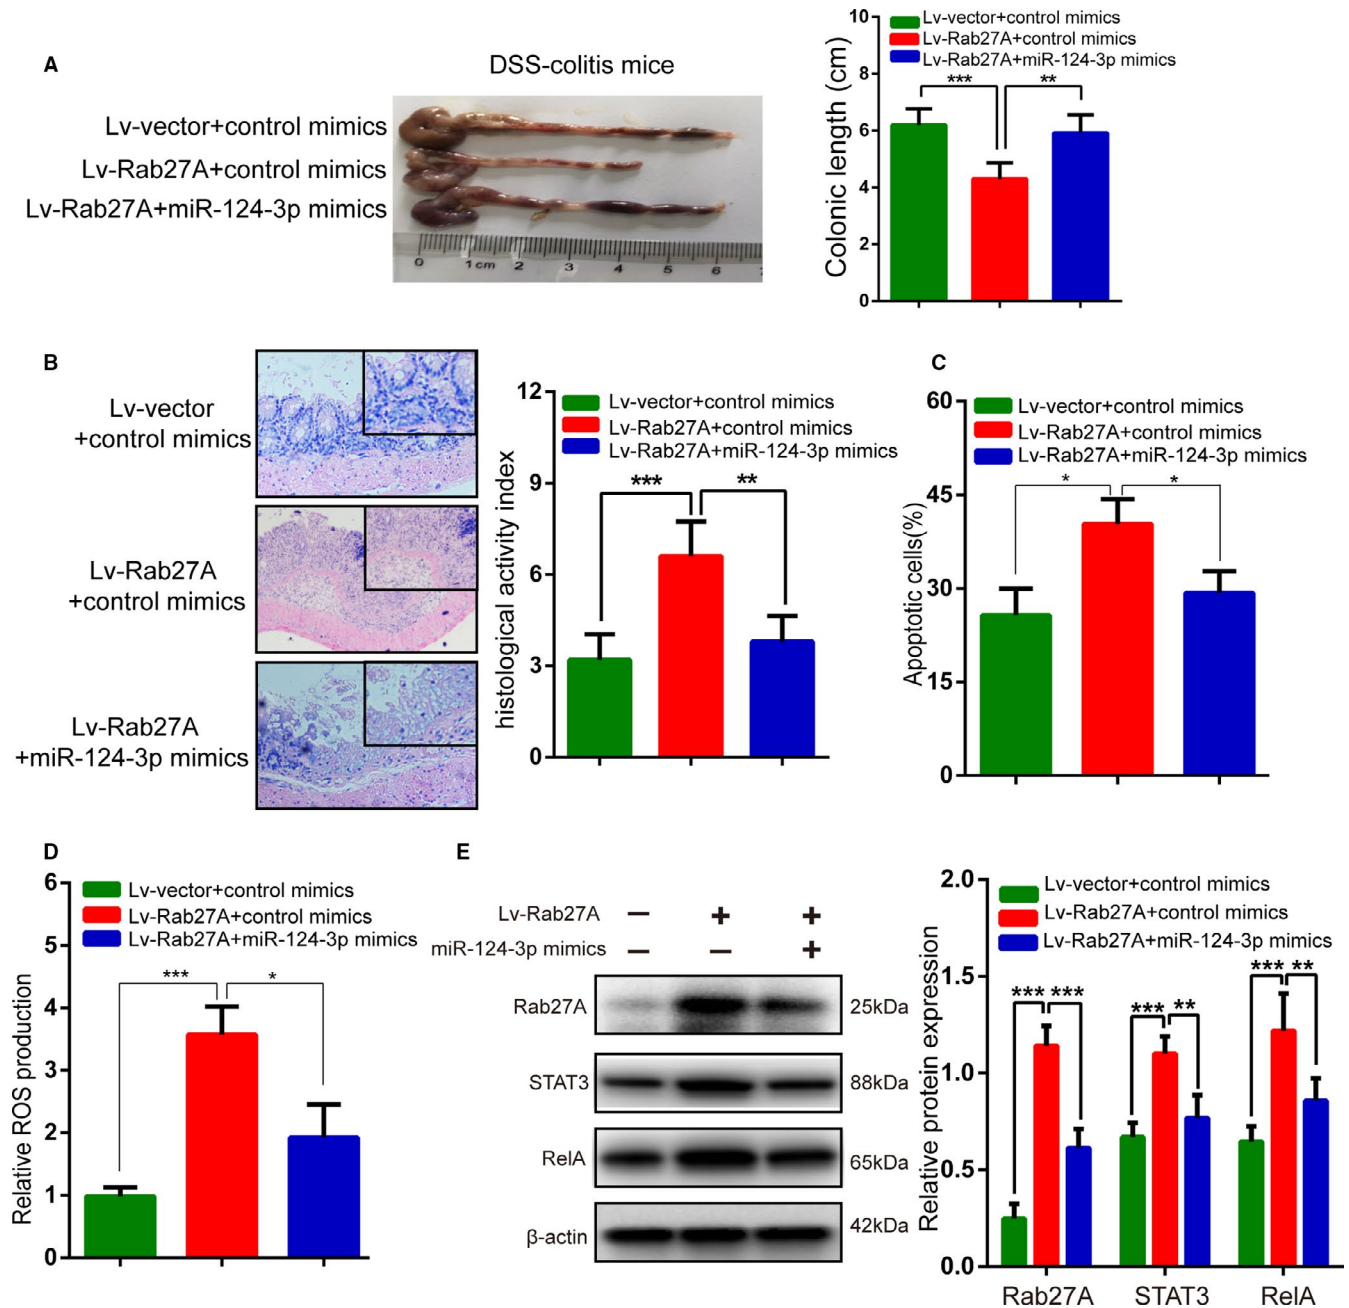 A
DSS-colitis mice
Lv-vector+control mimics
Lv-Rab27A+control mimics
Lv-Rab27A+miR-124-3p mimics
0 1cm 2 3 4 5 6
Colonic length (cm)
10
8
6
4
2
0
Lv-vector+control mimics
Lv-Rab27A+control mimics
Lv-Rab27A+miR-124-3p mimics
*** **
B
Lv-vector
+control mimics
Lv-Rab27A
+control mimics
Lv-Rab27A
+miR-124-3p mimics
histological activity index
12
9
6
3
0
Lv-vector+control mimics
Lv-Rab27A+control mimics
Lv-Rab27A+miR-124-3p mimics
*** **
C
Apoptotic cells(%)
60
45
30
15
0
Lv-vector+control mimics
Lv-Rab27A+control mimics
Lv-Rab27A+miR-124-3p mimics
* *
D
Relative ROS production
6
5
4
3
2
1
0
Lv-vector+control mimics
Lv-Rab27A+control mimics
Lv-Rab27A+miR-124-3p mimics
*** *
E
Lv-Rab27A − + +
miR-124-3p mimics − − +
Rab27A 25kDa
STAT3 88kDa
RelA 65kDa
β-actin 42kDa
Relative protein expression
2.0
1.5
1.0
0.5
0.0
Lv-vector+control mimics
Lv-Rab27A+control mimics
Lv-Rab27A+miR-124-3p mimics
*** *** *** ** *** **
Rab27A STAT3 RelA